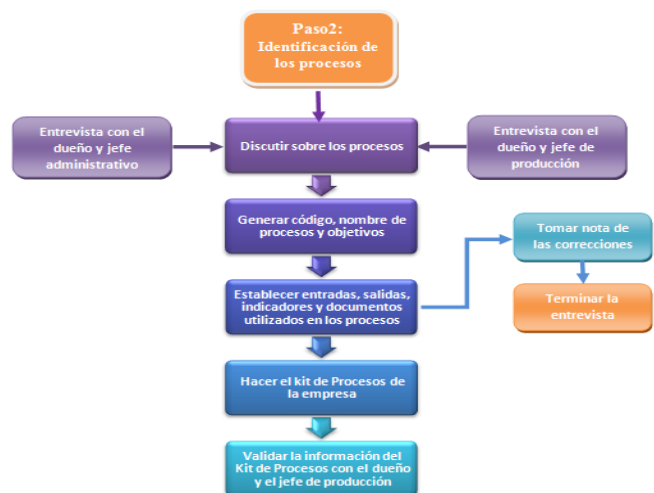 Paso2:
Identificación de
los procesos
Entrevista con el
dueño y jefe
administrativo
Discutir sobre los procesos
Entrevista con el
dueño y jefe de
producción
Generar código, nombre de
procesos y objetivos
Tomar nota de
las correcciones
Establecer entradas, salidas,
indicadores y documentos
utilizados en los procesos
Terminar la
entrevista
Hacer el kit de Procesos de
la empresa
Validar la información del
Kit de Procesos con el dueño
y el jefe de producción